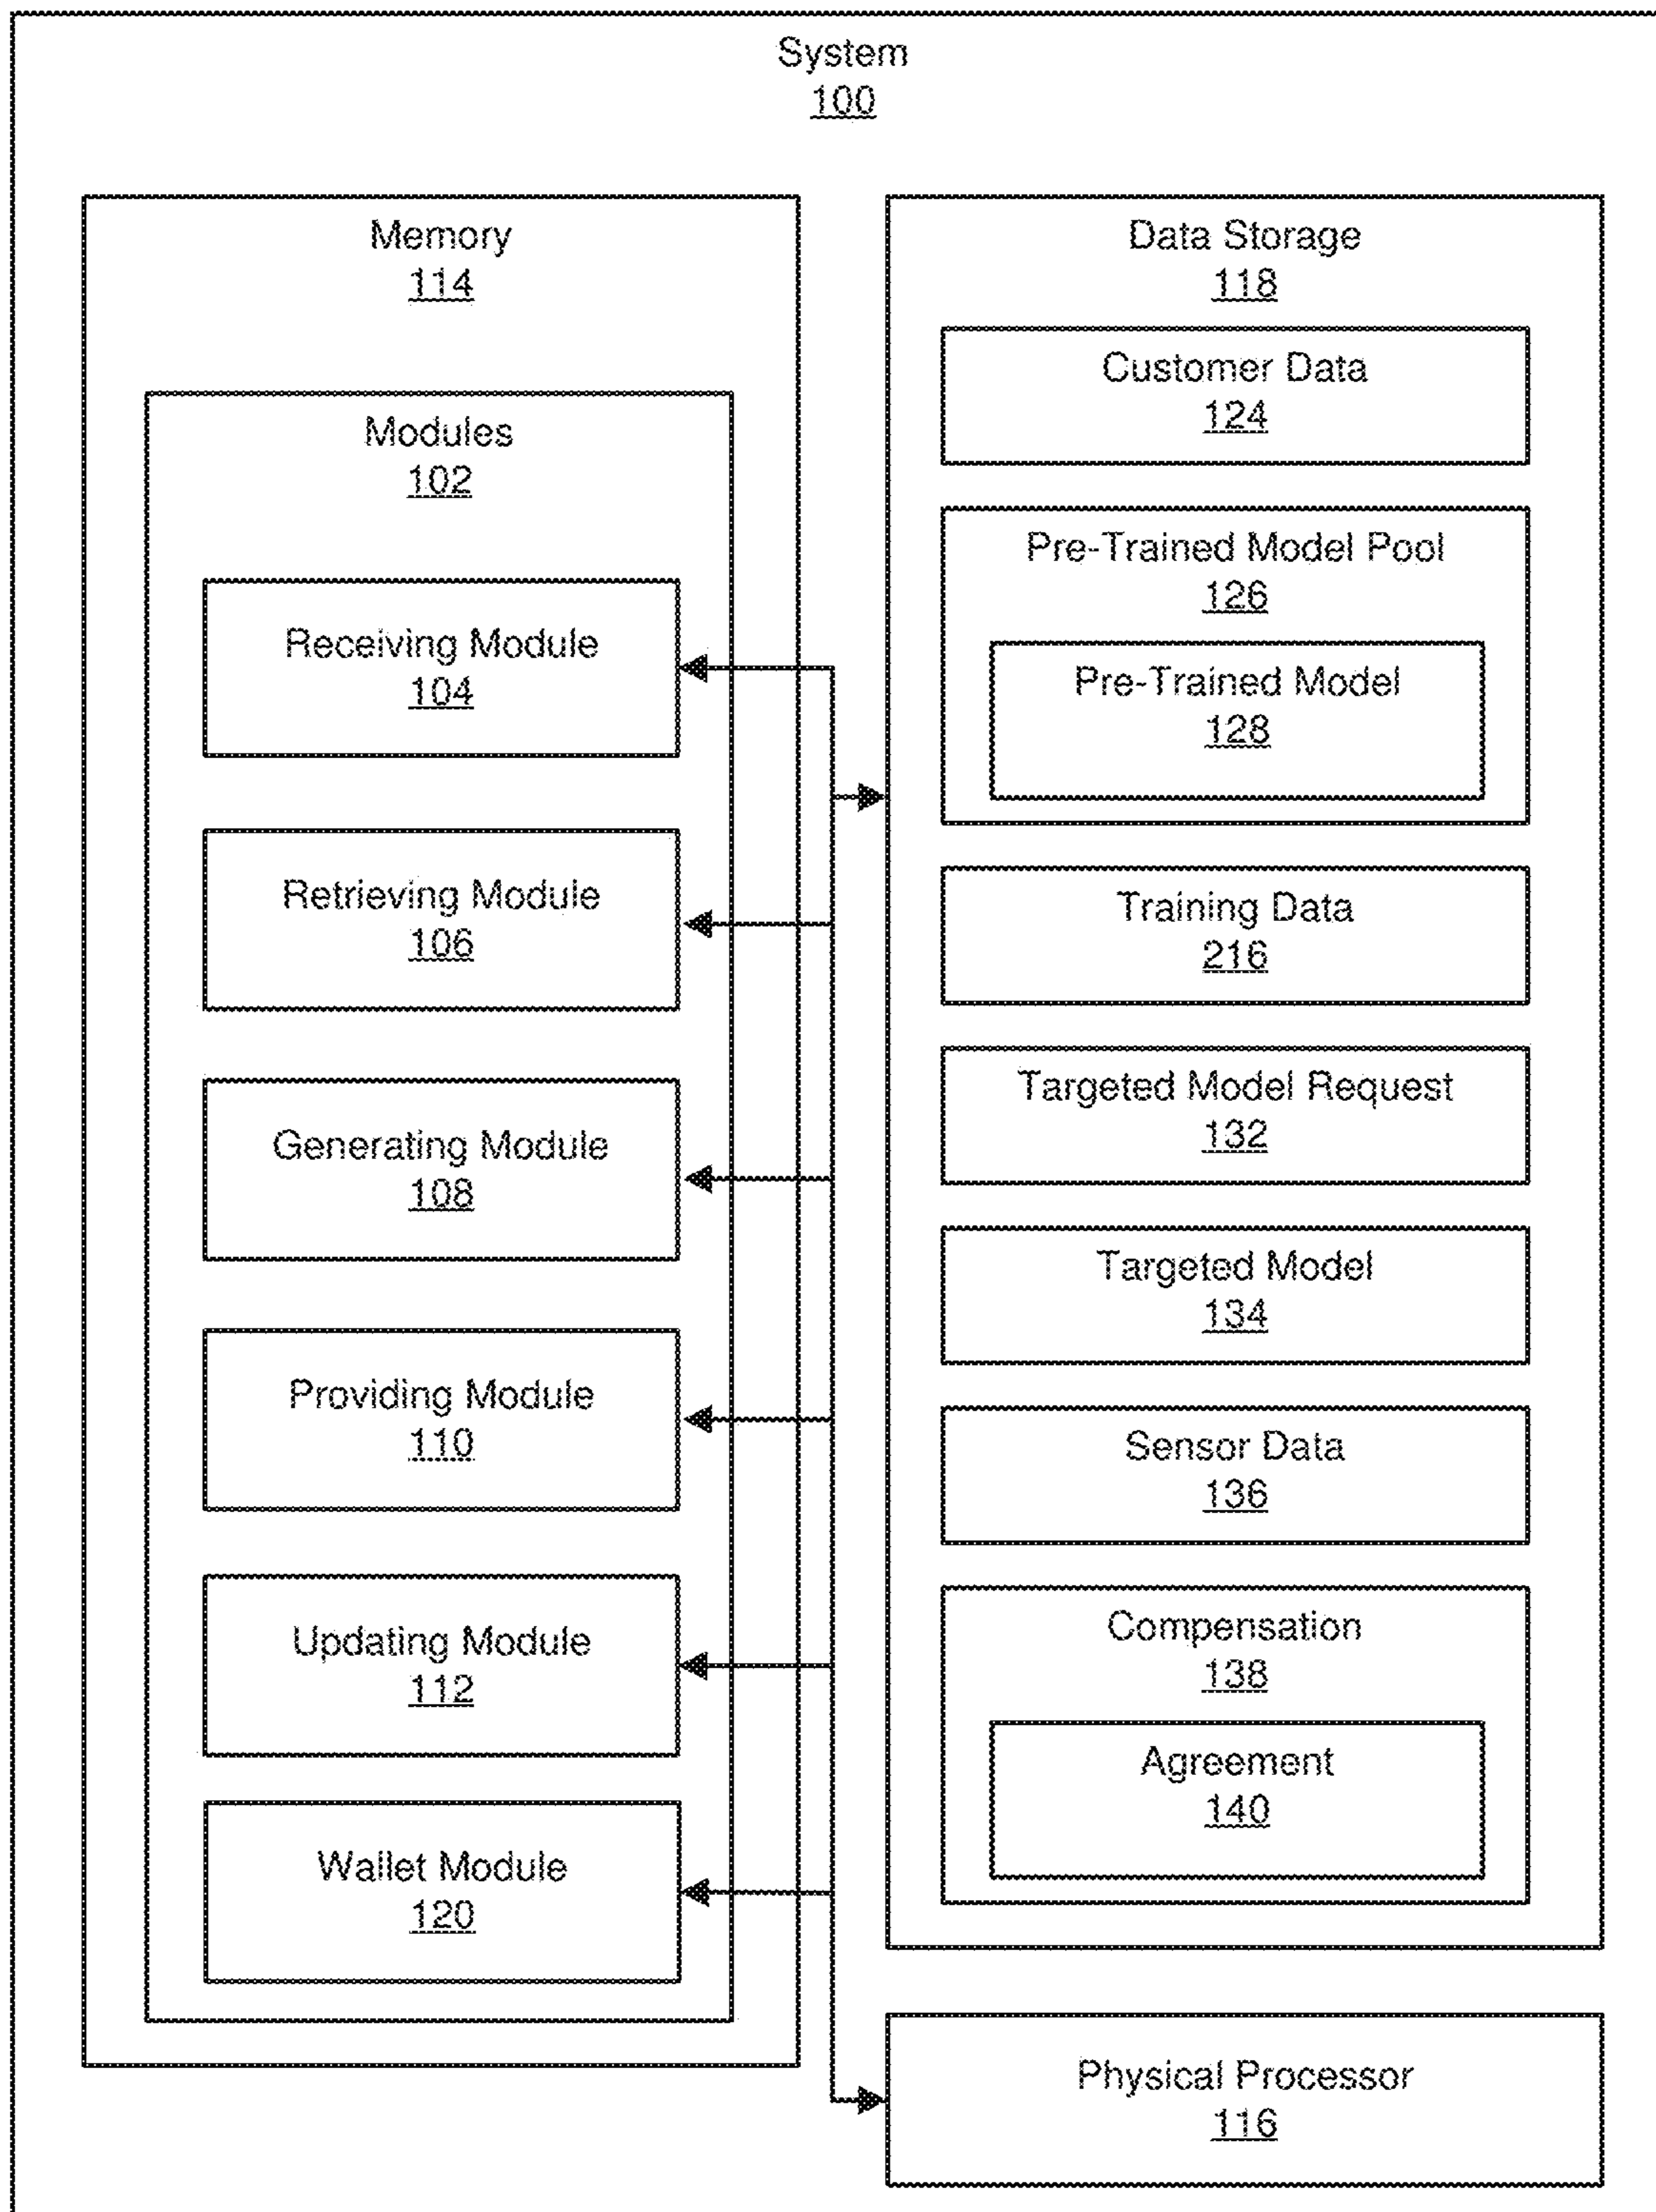 System
100
Memory
114
Modules
102
Receiving Module
104
Retrieving Module
106
Generating Module
108
Providing Module
110
Updating Module
112
Wallet Module
120
Data Storage
118
Customer Data
124
Pre-Trained Model Pool
126
Pre-Trained Model
128
Training Data
216
Targeted Model Request
132
Targeted Model
134
Sensor Data
136
Compensation
138
Agreement
140
Physical Processor
116